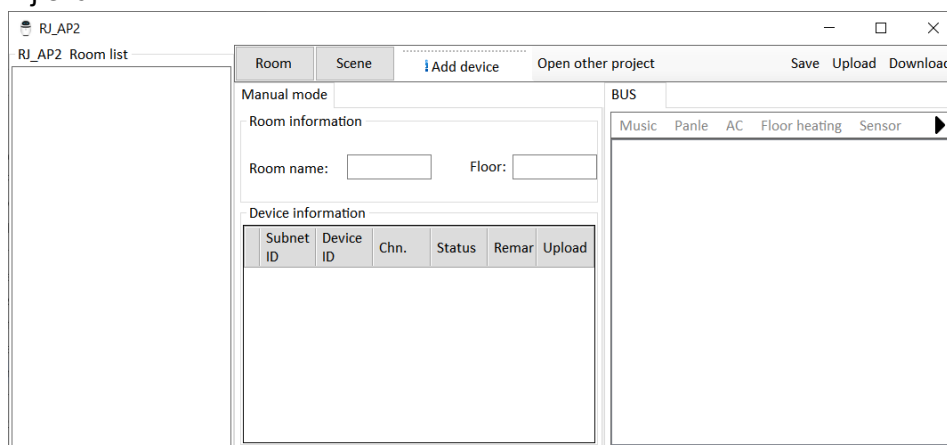 RJ_AP2
RJ_AP2 Room list
Room Scene Add device Open other project Save Upload Download
Manual mode
BUS
Room information
Music Panle AC Floor heating Sensor
Room name: Floor:
Device information
Subnet ID Device ID Chn. Status Remar Upload